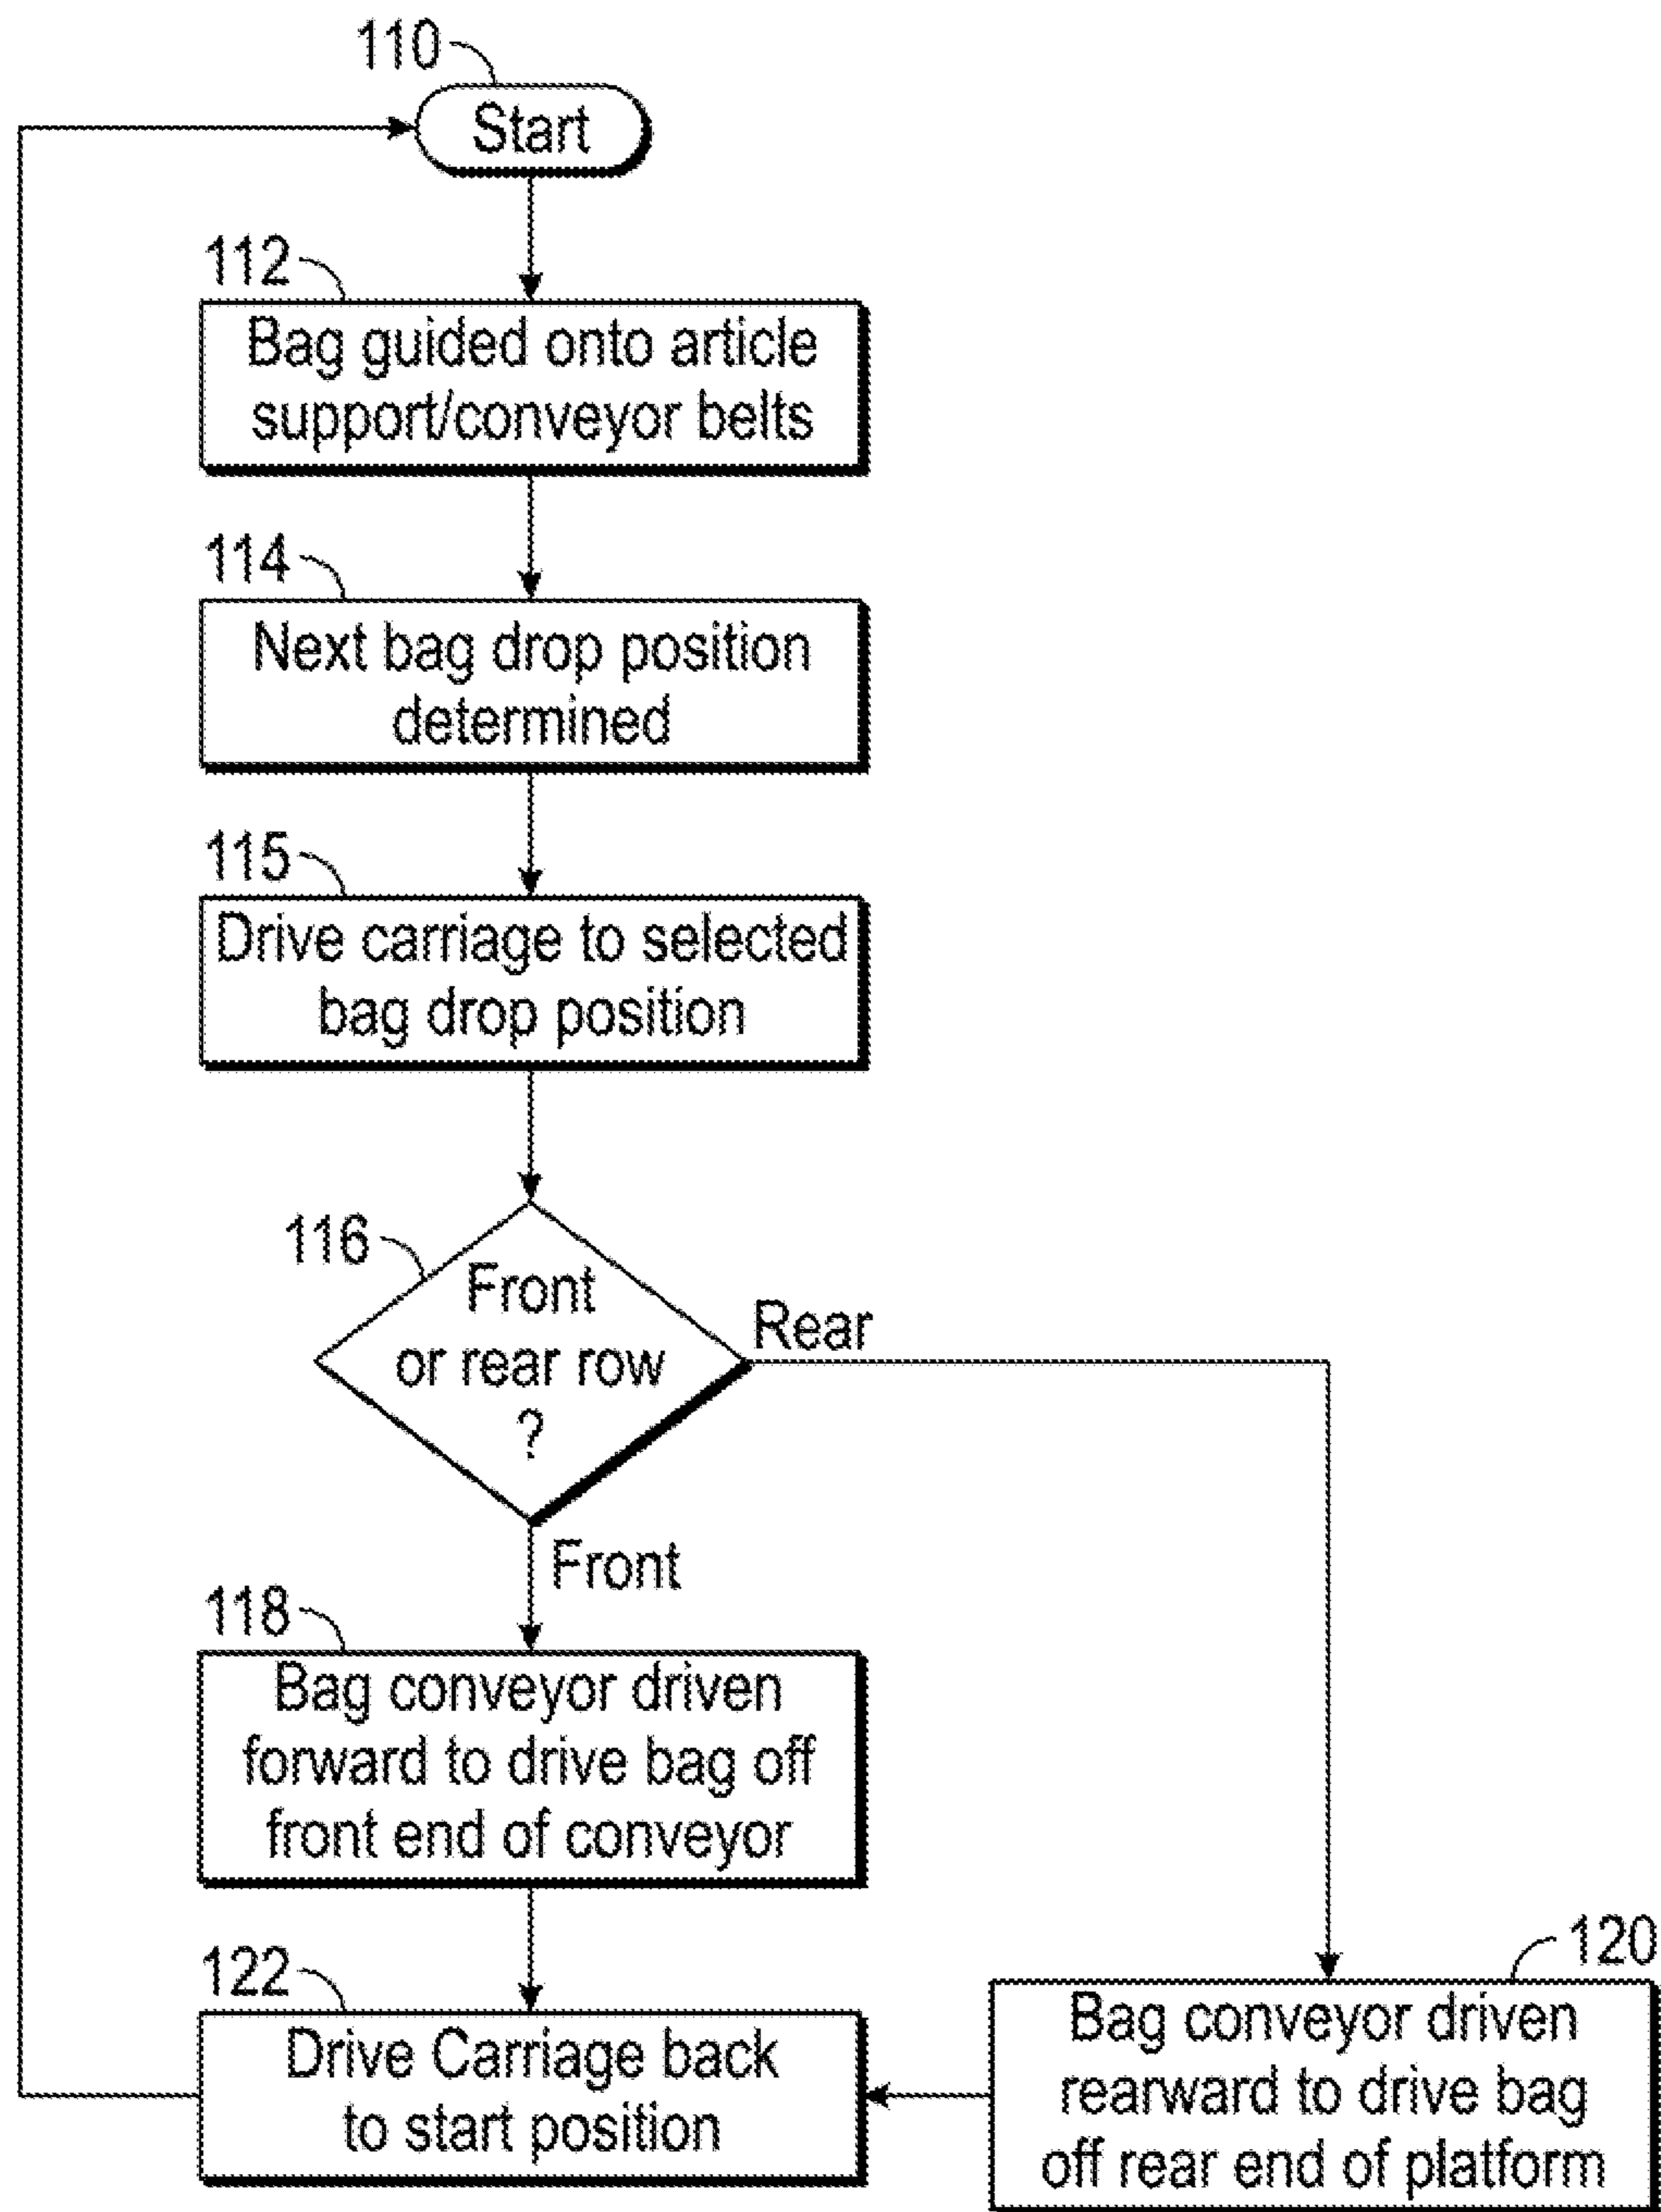 110
Start
112
Bag guided onto article
support/conveyor belts
114
Next bag drop position
determined
115
Drive carriage to selected
bag drop position
116
Front
or rear row
?
Rear
Front
118
Bag conveyor driven
forward to drive bag off
front end of conveyor
120
Bag conveyor driven
rearward to drive bag
off rear end of platform
122
Drive Carriage back
to start position